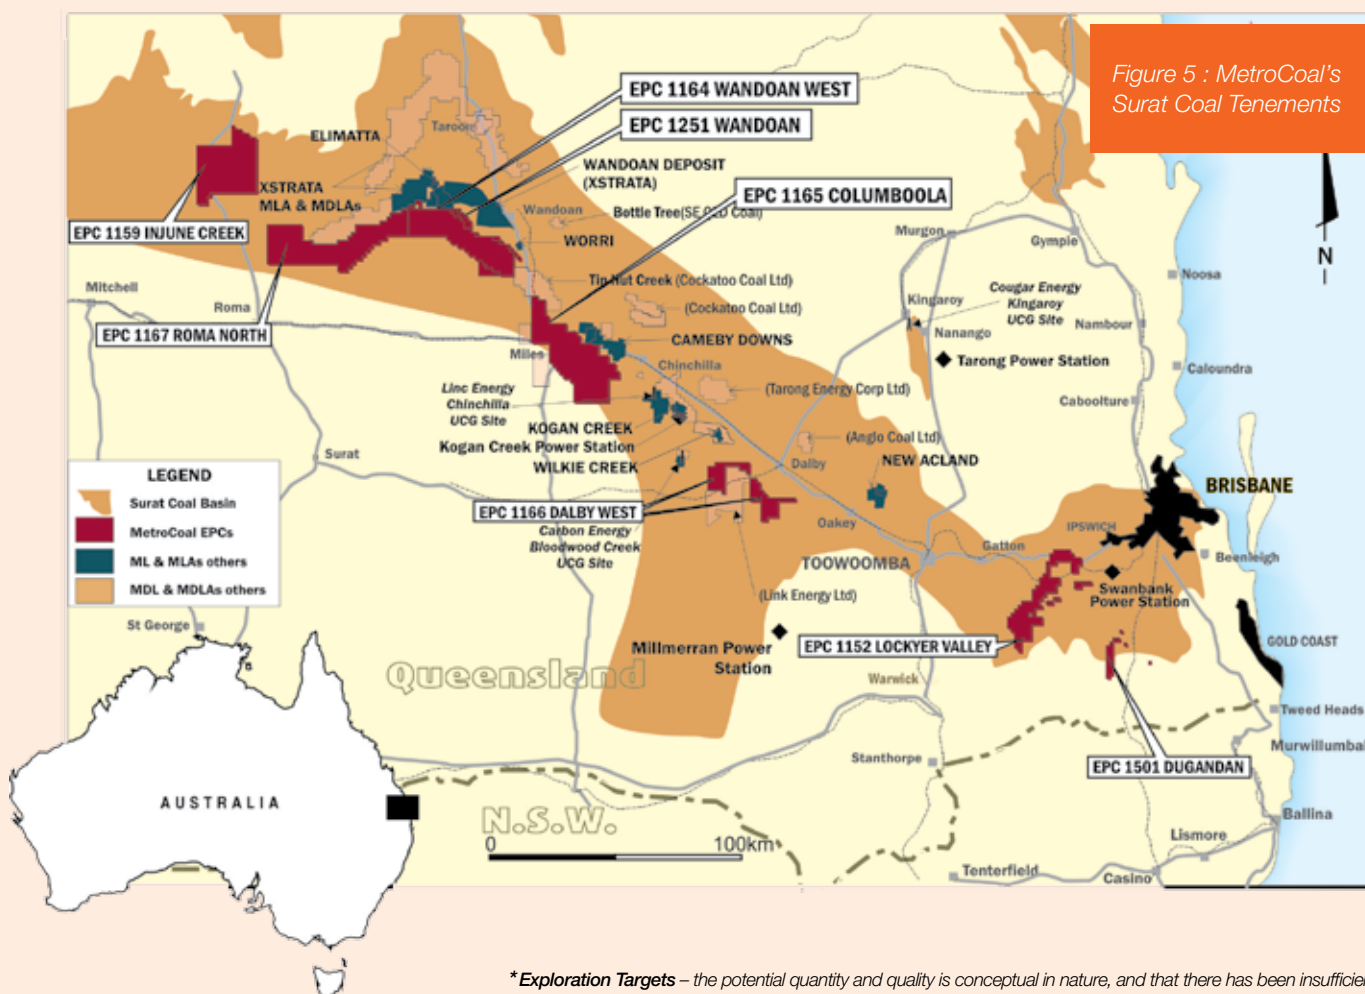 Figure 5 : MetroCoal's
Surat Coal Tenements
EPC 1164 WANDOAN WEST
EPC 1251 WANDOAN
ELIMATTA
Taroom
WANDOAN DEPOSIT
(XSTRATA)
EPC 1165 COLUMBOOLA
XSTRATA
MLA & MDLAs
Wandoan
Bottle Tree(SE QLD Coal)
EPC 1159 INJUNE CREEK
WORRI
Murgon
Gympie
N
Noosa
Tin Hut Creek (Cockatoo Coal Ltd)
Mitchell
Roma
(Cockatoo Coal Ltd)
Cougar Energy
Kingaroy
UCG Site
Kingaroy
Nanango
Nambour
EPC 1167 ROMA NORTH
CAMEBY DOWNS
Miles
Chinchilla
Tarong Power Station
Caloundra
Linc Energy
Chinchilla
UCG Site
(Tarong Energy Corp Ltd)
Caboolture
KOGAN CREEK
Kogan Creek Power Station
(Anglo Coal Ltd)
WILKIE CREEK
Dalby
NEW ACLAND
Surat
BRISBANE
LEGEND
Surat Coal Basin
MetroCoal EPCs
ML & MLAs others
MDL & MDLAs others
EPC 1166 DALBY WEST
Carbon Energy
Bloodwood Creek
UCG Site
Oakey
IPSWICH
Gatton
Beenleigh
TOOWOOMBA
Swanbank
Power Station
(Link Energy Ltd)
St George
Millmerran Power
Station
EPC 1152 LOCKYER VALLEY
GOLD COAST
Queensland
Warwick
Tweed Heads
Murwillumbal
Stanthorpe
EPC 1501 DUGANDAN
AUSTRALIA
N.S.W.
0 100km
Ballina
Lismore
Tenterfield
Casino
*Exploration Targets – the potential quantity and quality is conceptual in nature, and that there has been insufficie